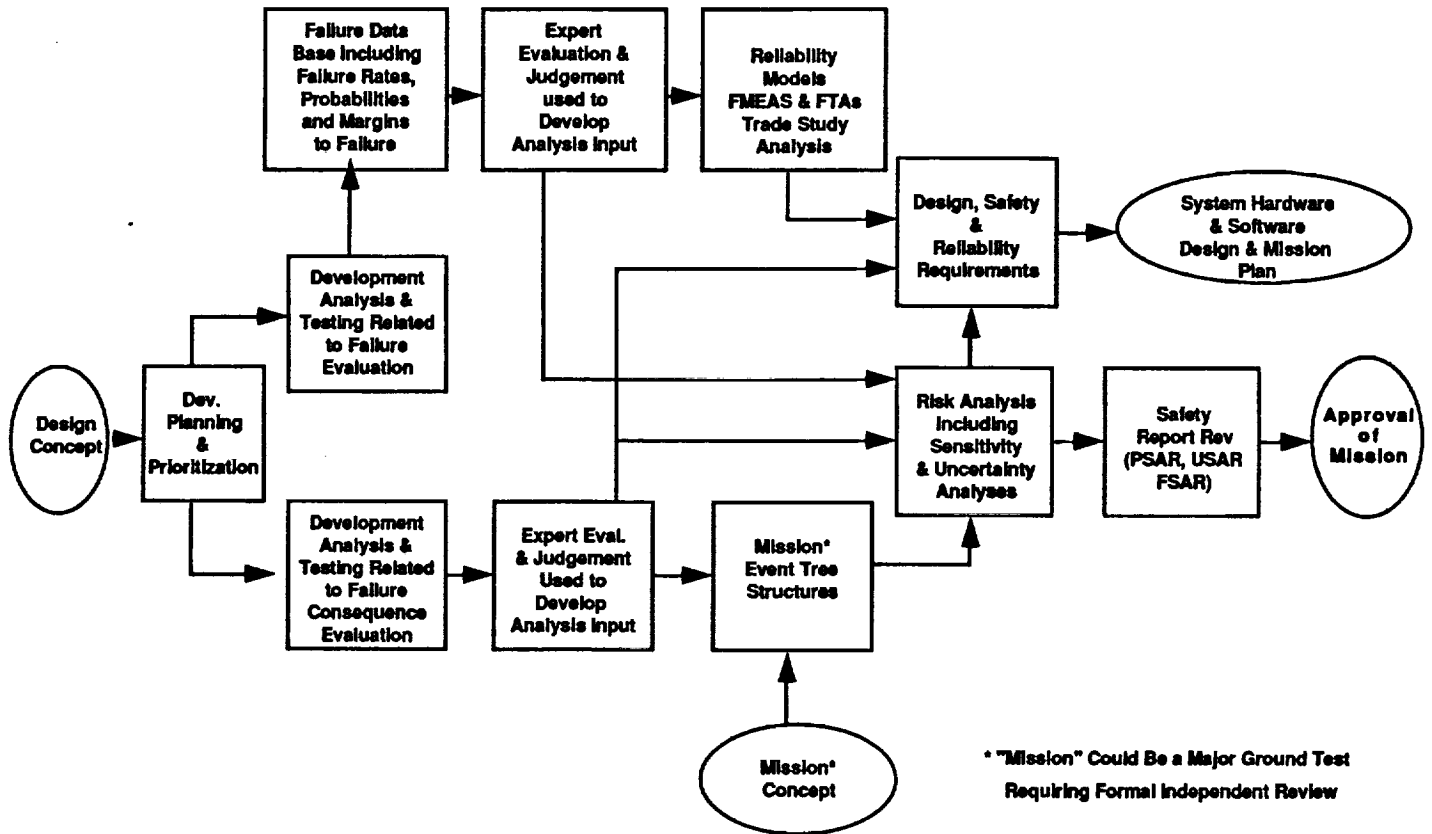 Failure Data
Base Including
Failure Rates,
Probabilities
and Margins
to Failure
Expert
Evaluation &
Judgement
used to
Develop
Analysis Input
Reliability
Models
FMEAS & FTAs
Trade Study
Analysis
Design, Safety
&
Reliability
Requirements
System Hardware
& Software
Design & Mission
Plan
Development
Analysis &
Testing Related
to Failure
Evaluation
Design
Concept
Dev.
Planning
&
Prioritization
Risk Analysis
Including
Sensitivity
& Uncertainty
Analyses
Safety
Report Rev
(PSAR, USAR
FSAR)
Approval
of
Mission
Development
Analysis &
Testing Related
to Failure
Consequence
Evaluation
Expert Eval.
& Judgement
Used to
Develop
Analysis Input
Mission*
Event Tree
Structures
Mission*
Concept
* "Mission" Could Be a Major Ground Test
Requiring Formal Independent Review